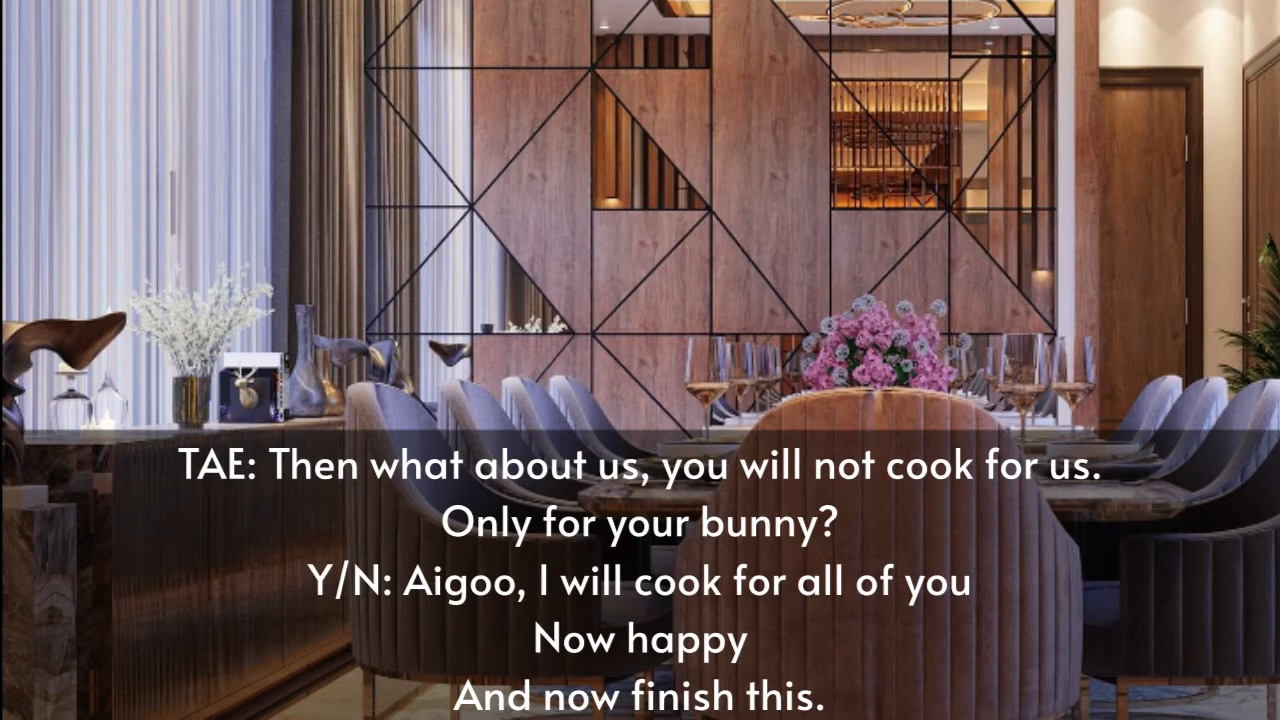 TAE: Then what about us, you will not cook for us.
Only for your bunny?
Y/N: Aigoo, I will cook for all of you
Now happy
And now finish this.